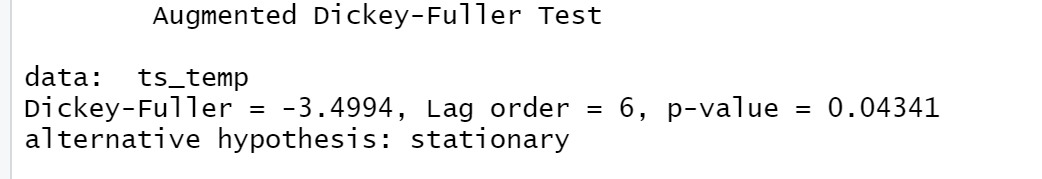 Augmented Dickey-Fuller Test
data:  ts_temp
Dickey-Fuller = -3.4994, Lag order = 6, p-value = 0.04341
alternative hypothesis: stationary